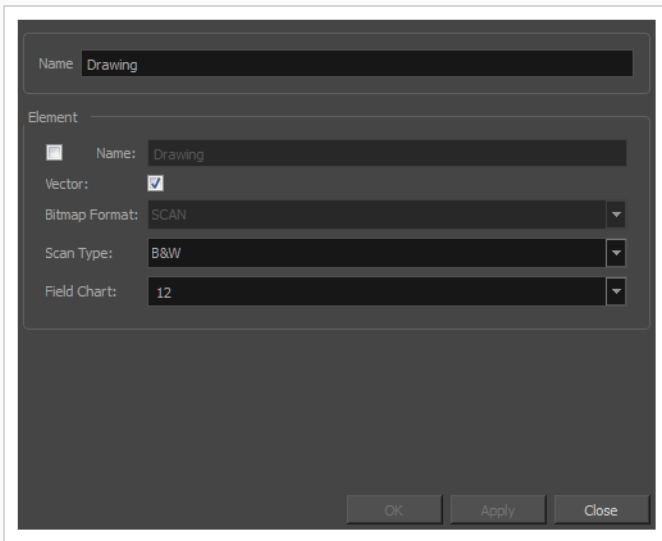 Name Drawing
Element
Name: Drawing
Vector:
Bitmap Format: SCAN
Scan Type: B&W
Field Chart: 12
OK Apply Close